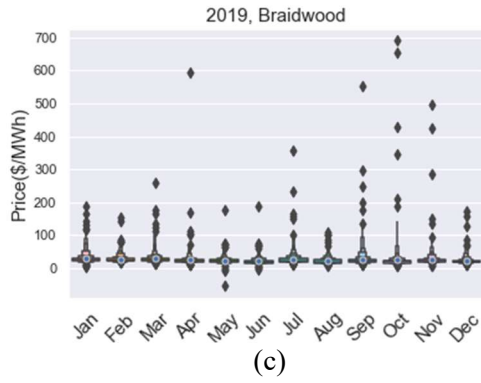 2019, Braidwood
Price($/MWh)
700
600
500
400
300
200
100
0
Jan Feb Mar Apr May Jun Jul Aug Sep Oct Nov Dec
(c)